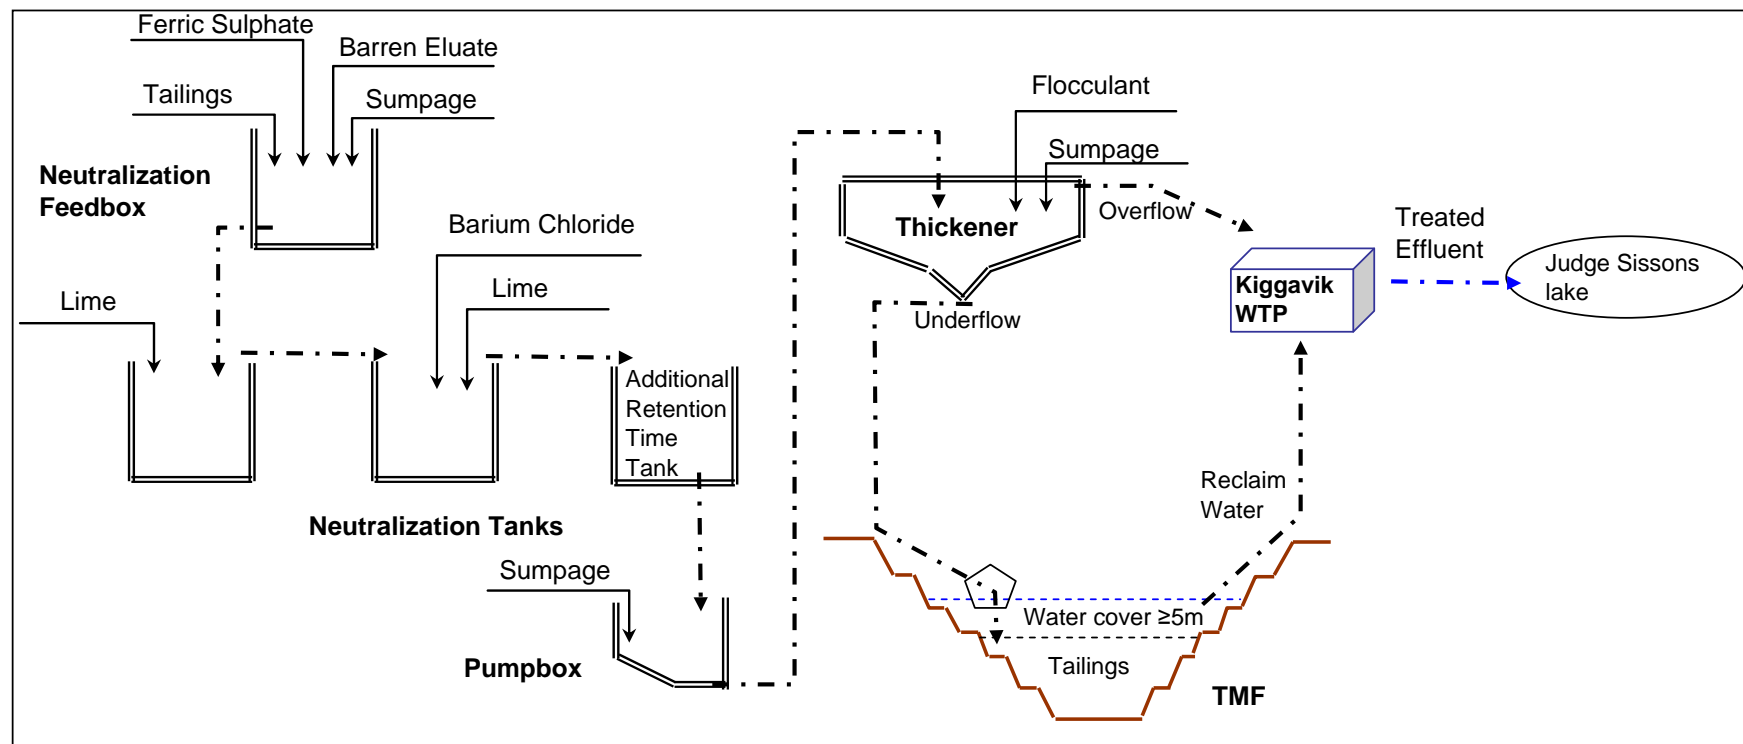 Ferric Sulphate
Barren Eluate
Tailings
Sumpage
Neutralization
Feedbox
Barium Chloride
Lime
Lime
Additional
Retention
Time
Tank
Neutralization Tanks
Sumpage
Pumpbox
Flocculant
Sumpage
Thickener
Overflow
Underflow
Kiggavik
WTP
Treated
Effluent
Judge Sissons
lake
Reclaim
Water
Water cover ≥5m
Tailings
TMF